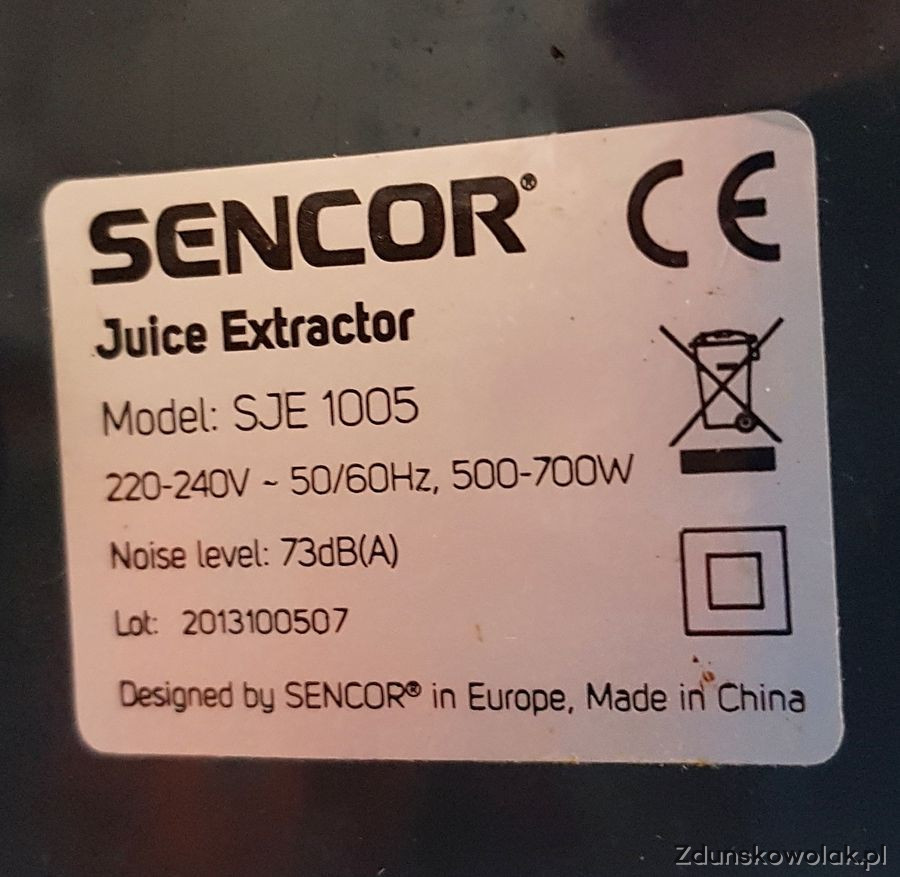 SENCOR®
CE
Juice Extractor
Model: SJE 1005
220-240V ~ 50/60Hz, 500-700W
Noise level: 73dB(A)
Lot: 2013100507
Designed by SENCOR® in Europe, Made in China
Zduńskowolak.pl